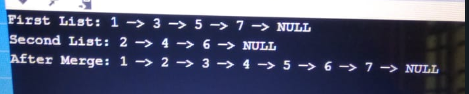 First List: 1 -> 3 -> 5 -> 7 -> NULL
Second List: 2 -> 4 -> 6 -> NULL
After Merge: 1 -> 2 -> 3 -> 4 -> 5 -> 6 -> 7 -> NULL